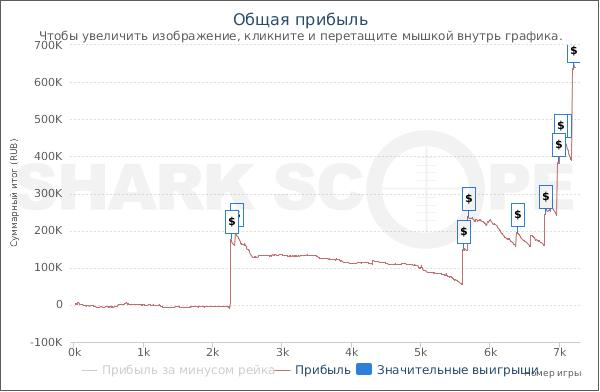 Общая прибыль
Чтобы увеличить изображение, кликните и перетащите мышкой внутрь графика.
Суммарный итог (RUB)
700K
600K
500K
400K
300K
200K
100K
0
-100K
SHARK SCOPE
$
$
$
$
$
$
$
$
$
0k
1k
2k
3k
4k
5k
6k
7k
Номер игры
Прибыль за минусом рейка
Прибыль
Значительные выигрыши